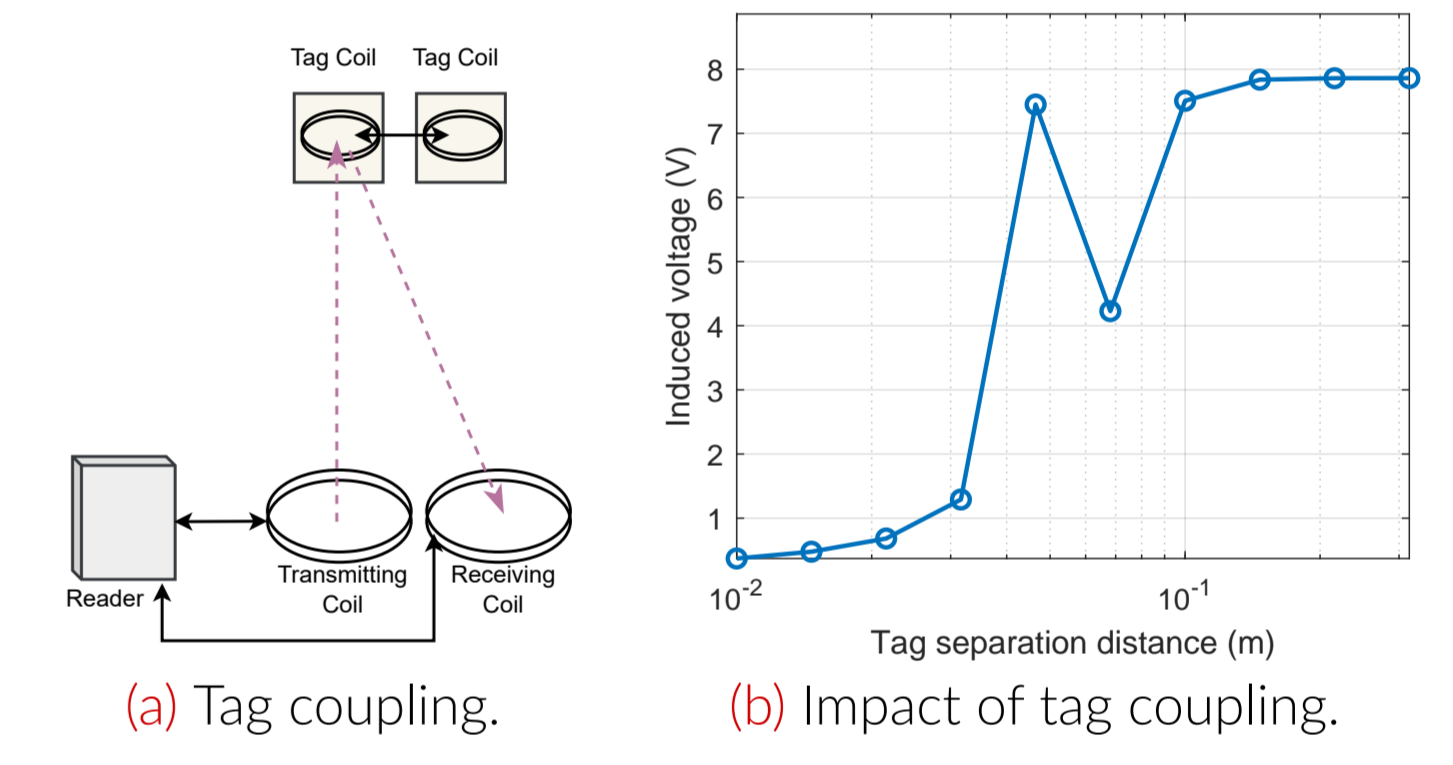 Tag Coil Tag Coil
Reader
Transmitting
Coil
Receiving
Coil
(a) Tag coupling.
Induced voltage (V)
8
7
6
5
4
3
2
1
10-2 10-1
Tag separation distance (m)
(b) Impact of tag coupling.